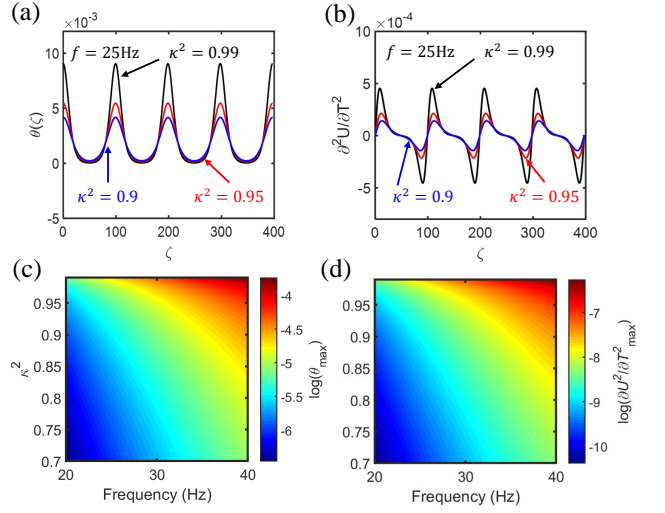 (a)
×10⁻³
f = 25Hz
κ² = 0.99
10
5
0
-5
θ(ζ)
κ² = 0.9
κ² = 0.95
0
100
200
300
400
ζ
(b)
×10⁻⁴
f = 25Hz
κ² = 0.99
10
5
0
-5
∂²U/∂T²
κ² = 0.9
κ² = 0.95
0
100
200
300
400
ζ
(c)
0.95
0.9
0.85
0.8
0.75
0.7
κ²
20
30
40
Frequency (Hz)
-4
-4.5
-5
-5.5
-6
log(θmax)
(d)
0.95
0.9
0.85
0.8
0.75
0.7
20
30
40
Frequency (Hz)
-7
-8
-9
-10
log(∂U²/∂T²max)